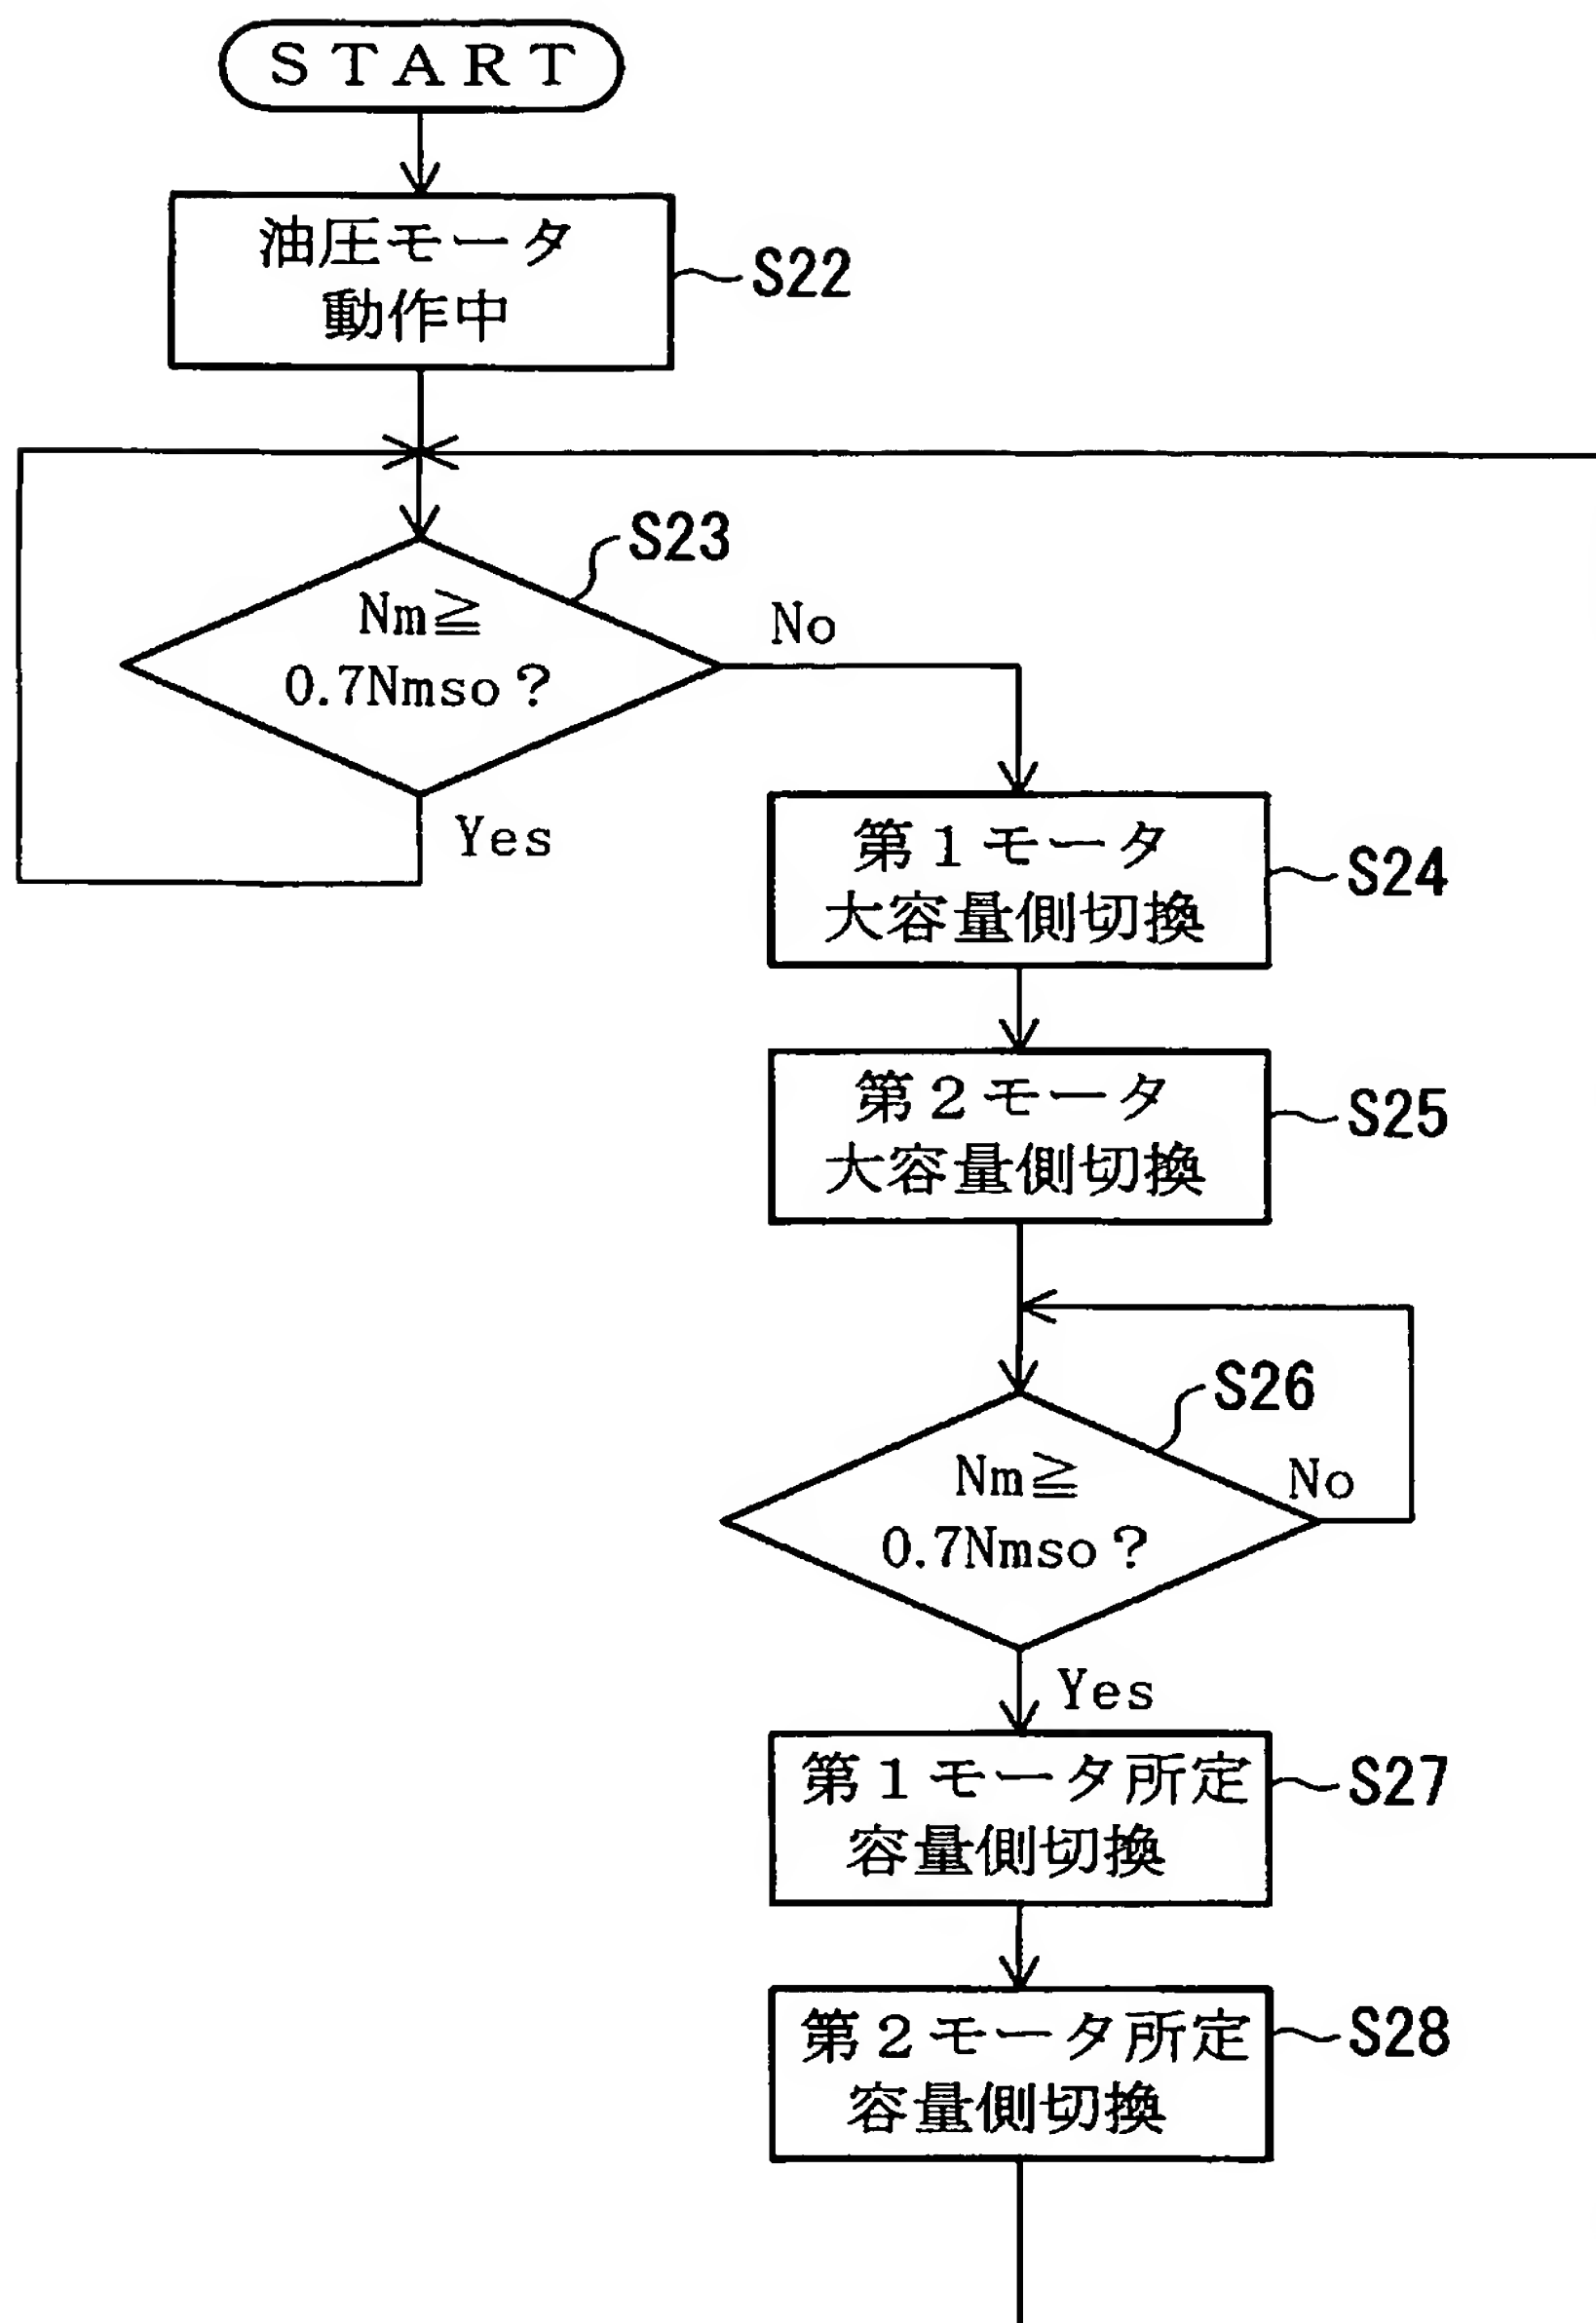 START
油圧モータ
動作中
S22
S23
Nm≧
0.7Nmso?
No
Yes
第1モータ
大容量側切換
S24
第2モータ
大容量側切換
S25
S26
Nm≧
0.7Nmso?
No
Yes
第1モータ所定
容量側切換
S27
第2モータ所定
容量側切換
S28